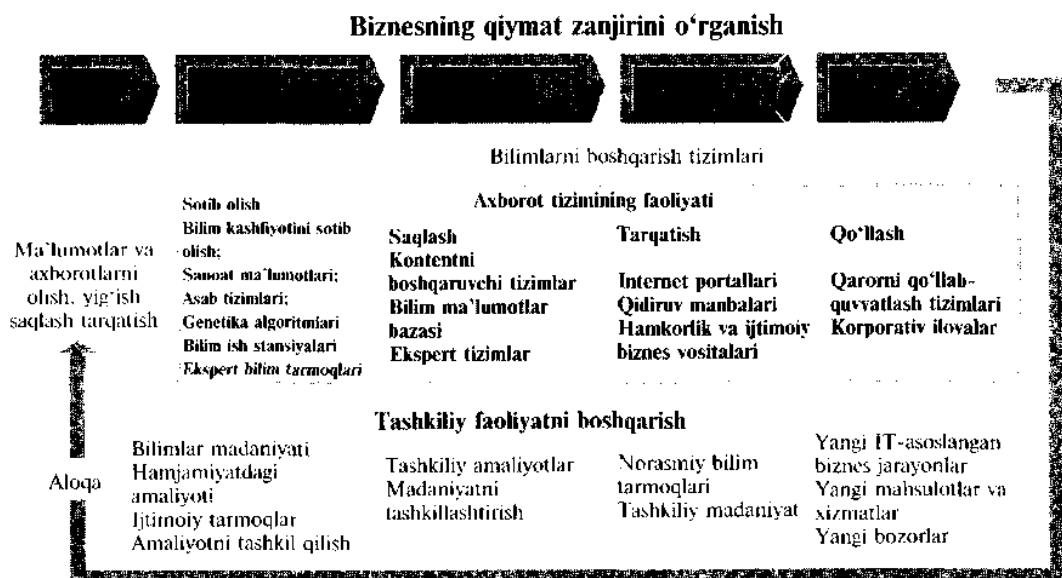 Biznesning qiymat zanjirini o‘rganish
Bilimlarni boshqarish tizimlari
Axborot tizimining faoliyati
Ma`lumotlar va
axborotlarni
olish, yig‘ish
saqlash tarqatish
Sotib olish
Bilim kashfiyotini sotib
olish;
Sanoat ma`lumotlari;
Asab tizimlari;
Genetika algoritmlari
Bilim ish stansiyalari
Ekspert bilim tarmoqlari
Saqlash
Kontentni
boshqaruvchi tizimlar
Bilim ma’lumotlar
bazasi
Ekspert tizimlar
Tarqatish
Internet portallari
Qidiruv manbalari
Hamkorlik va ijtimoiy
biznes vositalari
Qo‘llash
Qarorni qo‘llab-
quvvatlash tizimlari
Korporativ ilovalar
Tashkiliy faoliyatni boshqarish
Aloqa
Bilimlar madaniyati
Hamjamiyatdagi
amaliyoti
Ijtimoiy tarmoqlar
Amaliyotni tashkil qilish
Tashkiliy amaliyotlar
Madaniyatni
tashkillashtirish
Norasmiy bilim
tarmoqlari
Tashkiliy madaniyat
Yangi IT-asoslangan
biznes jarayonlar
Yangi mahsulotlar va
xizmatlar
Yangi bozorlar